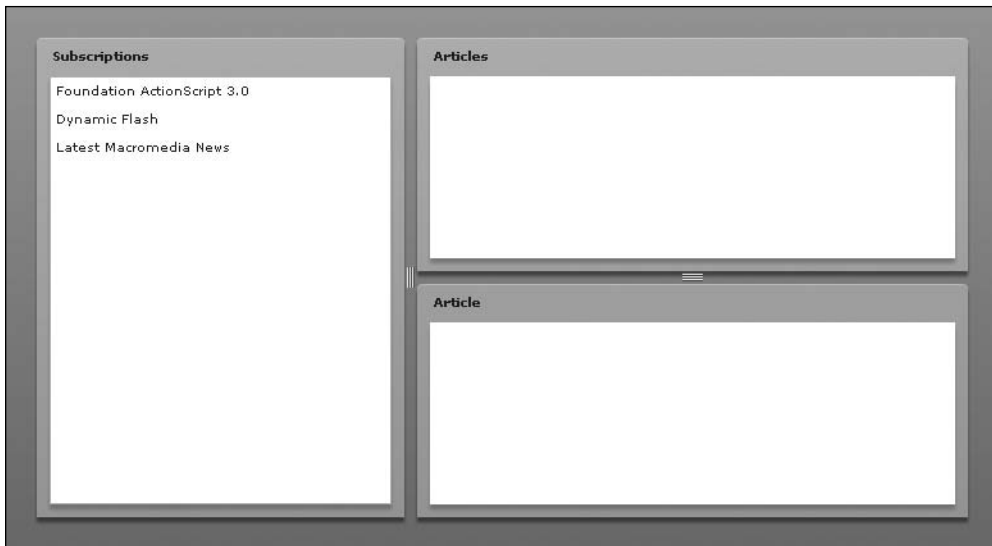 Subscriptions
Foundation ActionScript 3.0
Dynamic Flash
Latest Macromedia News
Articles
Article